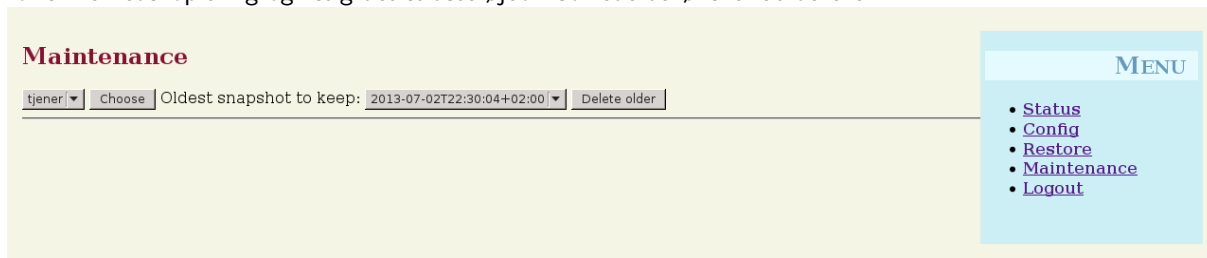 Maintenance
tjener Choose Oldest snapshot to keep: 2013-07-02T22:30:04+02:00 Delete older
MENU
• Status
• Config
• Restore
• Maintenance
• Logout